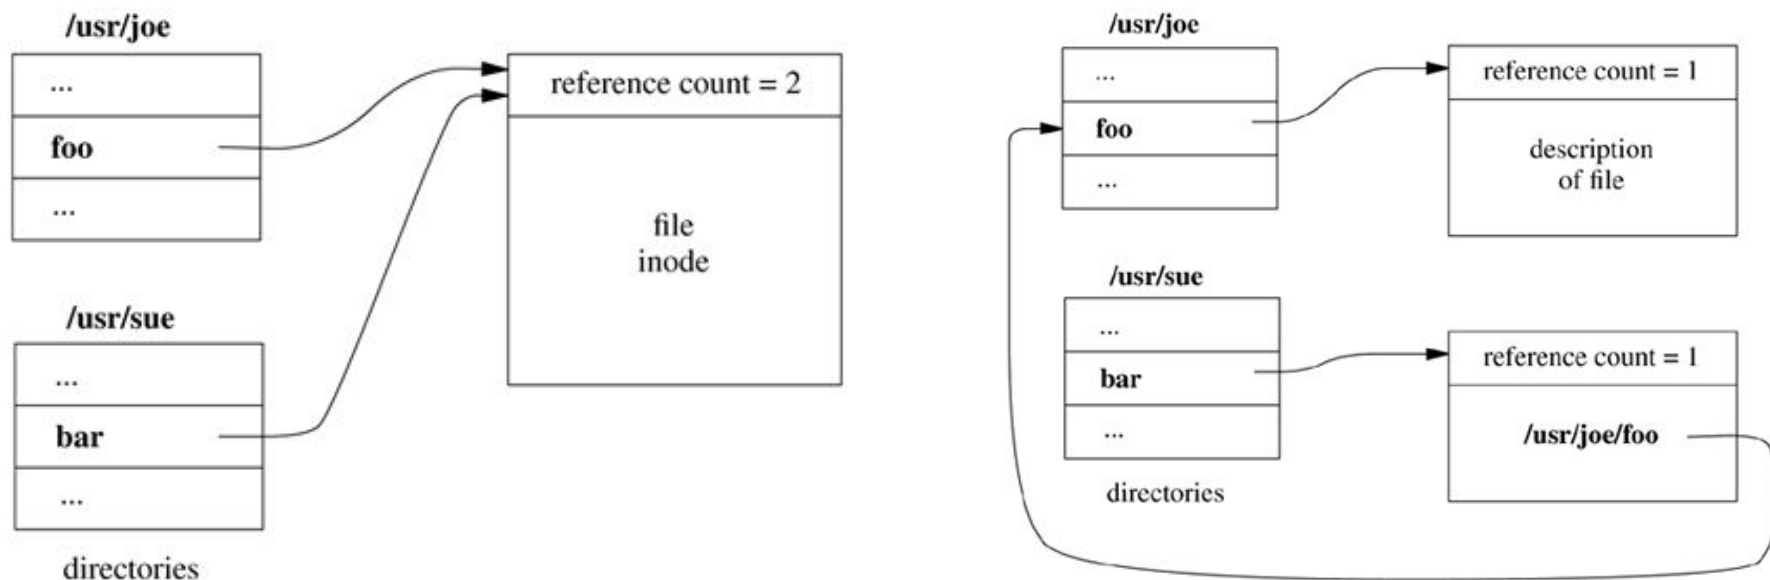 /usr/joe
...
foo
...
reference count = 2
file
inode
/usr/sue
...
bar
...
directories
/usr/joe
...
foo
...
reference count = 1
description
of file
/usr/sue
...
bar
...
directories
reference count = 1
/usr/joe/foo